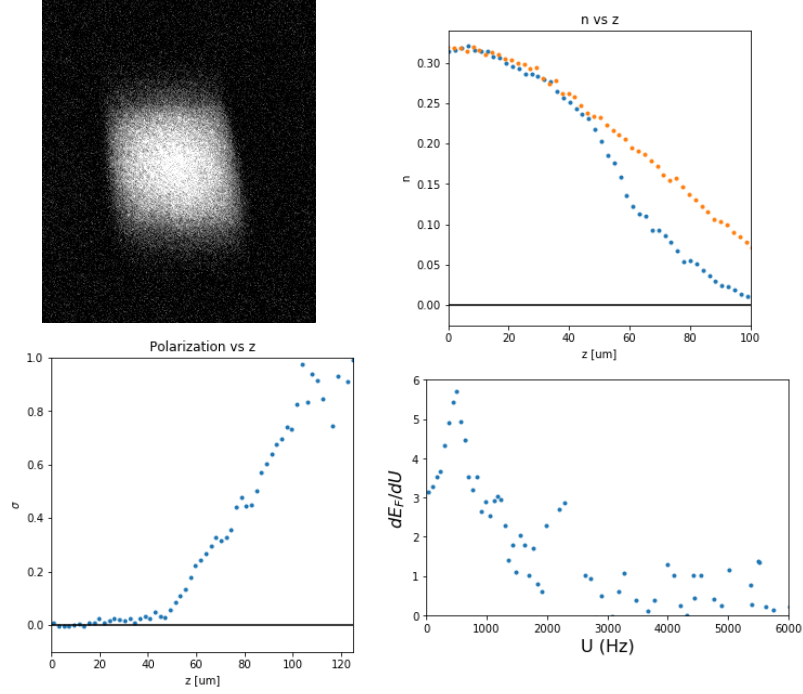 n vs z
0.30
0.25
0.20
0.15
0.10
0.05
0.00
n
0 20 40 60 80 100
z [um]
Polarization vs z
1.0
0.8
0.6
0.4
0.2
0.0
σ
0 20 40 60 80 100 120
z [um]
6
5
4
3
2
1
0
dE_F/dU
0 1000 2000 3000 4000 5000 6000
U (Hz)